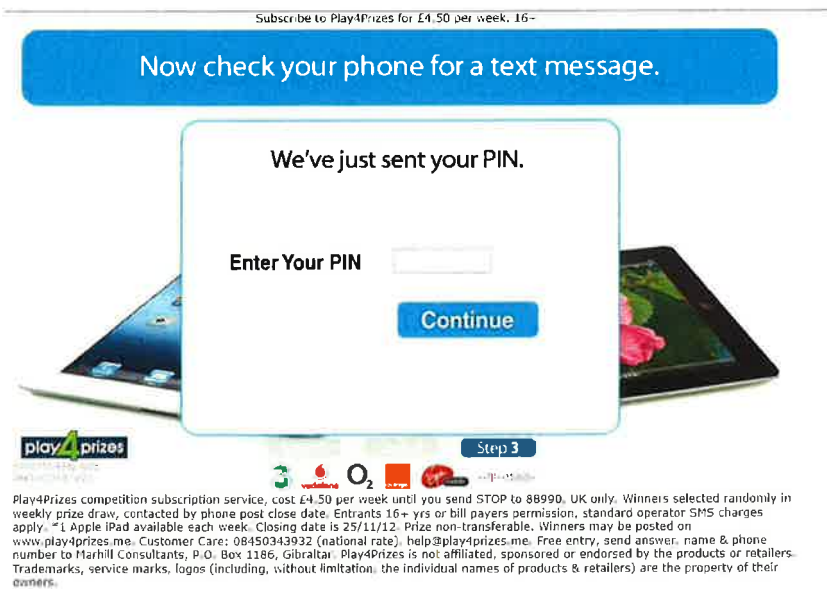 Subscribe to Play4Prizes for £4.50 per week. 16+
Now check your phone for a text message.
We've just sent your PIN.
Enter Your PIN
Continue
play4prizes
Step 3
3 vodafone O2 Virgin
Play4Prizes competition subscription service, cost £4.50 per week until you send STOP to 88990. UK only. Winners selected randomly in
weekly prize draw, contacted by phone post close date. Entrants 16+ yrs or bill payers permission, standard operator SMS charges
apply. *1 Apple iPad available each week. Closing date is 25/11/12. Prize non-transferable. Winners may be posted on
www.play4prizes.me. Customer Care: 08450343932 (national rate). help@play4prizes.me. Free entry, send answer, name & phone
number to Marhill Consultants, P.O. Box 1186, Gibraltar. Play4Prizes is not affiliated, sponsored or endorsed by the products or retailers.
Trademarks, service marks, logos (including, without limitation, the individual names of products & retailers) are the property of their
owners.